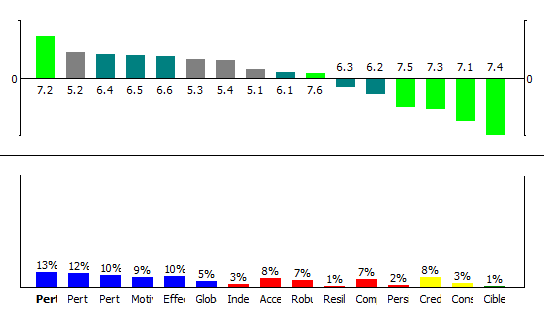 6.3 6.2 7.5 7.3 7.1 7.4
0 0
7.2 5.2 6.4 6.5 6.6 5.3 5.4 5.1 6.1 7.6
13% 12% 10% 9% 10% 5% 3% 8% 7% 1% 7% 2% 8% 3% 1%
Pert Pert Pert Moti Effec Glob Inde Acce Robu Resil Com Pers Cred Cons Cible